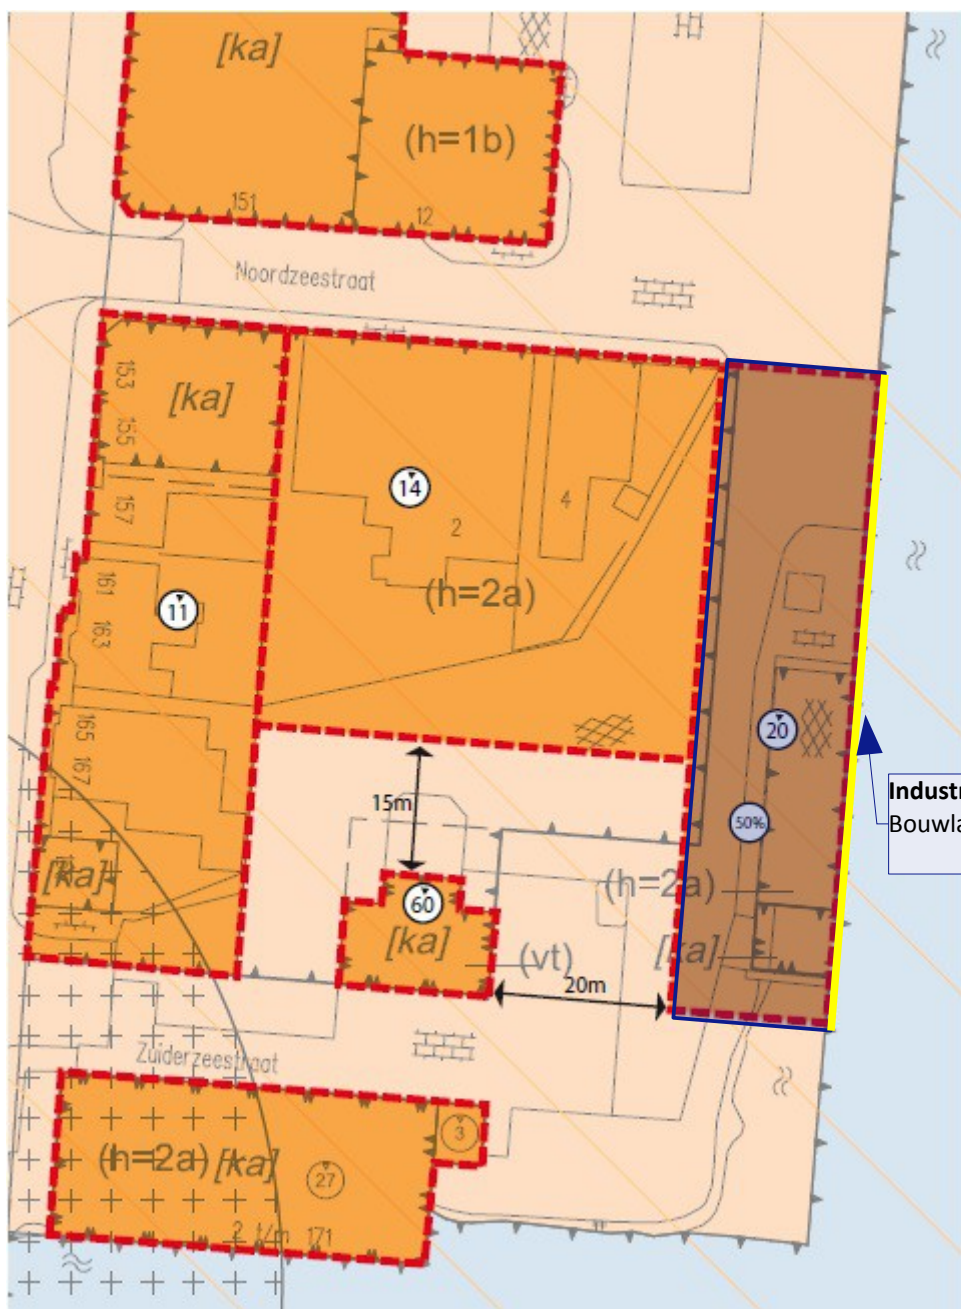 [ka]
(h=1b)
151
12
Noordzeestraat
153
[ka]
155
14
157
4
2
(h=2a)
161
11
163
165
20
167
15m
Industr
50%
Bouwla
[ka]
(h=2a)
60
[ka]
(vt)
[ka]
20m
Zuiderzeestraat
3
(h=2a)
[ka]
27
2 t/m 171